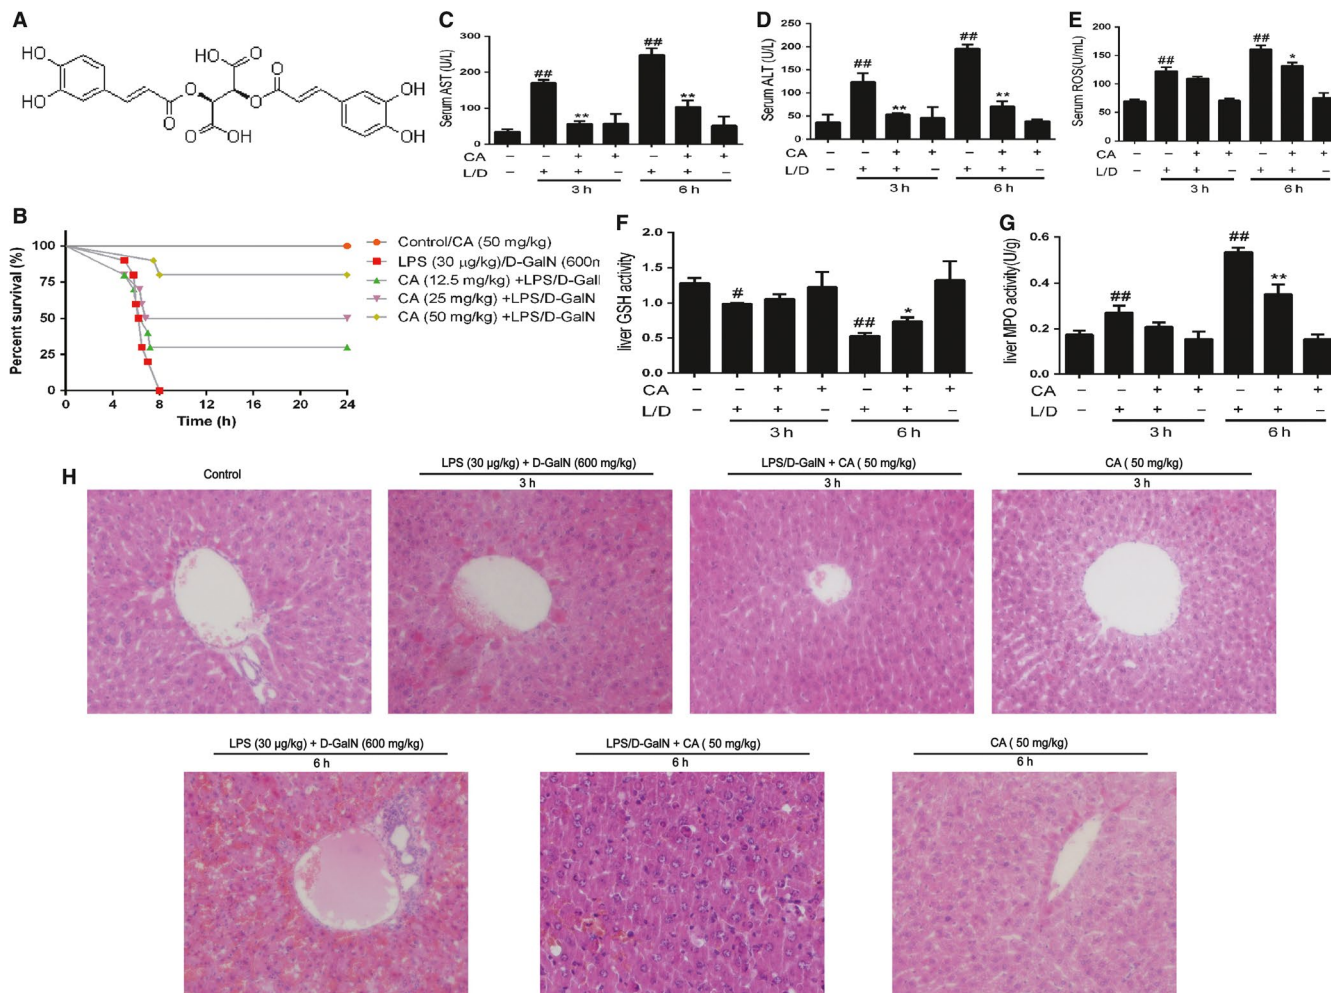 A
HO
HO
O
O
HO
O
O
OH
O
O
OH
OH
B
Percent survival (%)
100
75
50
25
0
0 4 8 12 16 20 24
Time (h)
Control/CA (50 mg/kg)
LPS (30 µg/kg)/D-GalN (600m
CA (12.5 mg/kg) +LPS/D-Gall
CA (25 mg/kg) +LPS/D-GalN
CA (50 mg/kg) +LPS/D-GalN
C
Serum AST (U/L)
300
200
100
0
## ** ## **
CA – – + + – + +
L/D – + + – + + –
3 h 6 h
D
Serum ALT (U/L)
250
200
150
100
50
0
## ** ## **
– – + + – + +
– + + – + + –
3 h 6 h
E
Serum ROS(U/mL)
200
150
100
50
0
## ## *
CA – – + + – + +
L/D – + + – + + –
3 h 6 h
F
liver GSH activity
2.0
1.5
1.0
0.5
0.0
# ## *
CA – – + + – + +
L/D – + + – + + –
3 h 6 h
G
liver MPO activity(U/g)
0.6
0.4
0.2
0.0
## ## **
CA – – + + – + +
L/D – + + – + + –
3 h 6 h
H
Control
LPS (30 µg/kg) + D-GalN (600 mg/kg)
3 h
LPS/D-GalN + CA ( 50 mg/kg)
3 h
CA ( 50 mg/kg)
3 h
LPS (30 µg/kg) + D-GalN (600 mg/kg)
6 h
LPS/D-GalN + CA ( 50 mg/kg)
6 h
CA ( 50 mg/kg)
6 h